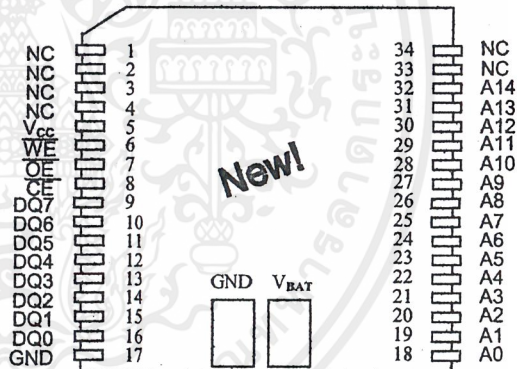 NC 1 34 NC
NC 2 33 NC
NC 3 32 A14
NC 4 31 A13
Vcc 5 30 A12
WE 6 29 A11
OE 7 28 A10
CE 8 27 A9
DQ7 9 26 A8
DQ6 10 25 A7
DQ5 11 24 A6
DQ4 12 23 A5
DQ3 13 22 A4
DQ2 14 21 A3
DQ1 15 20 A2
DQ0 16 19 A1
GND 17 18 A0
New!
GND VBAT